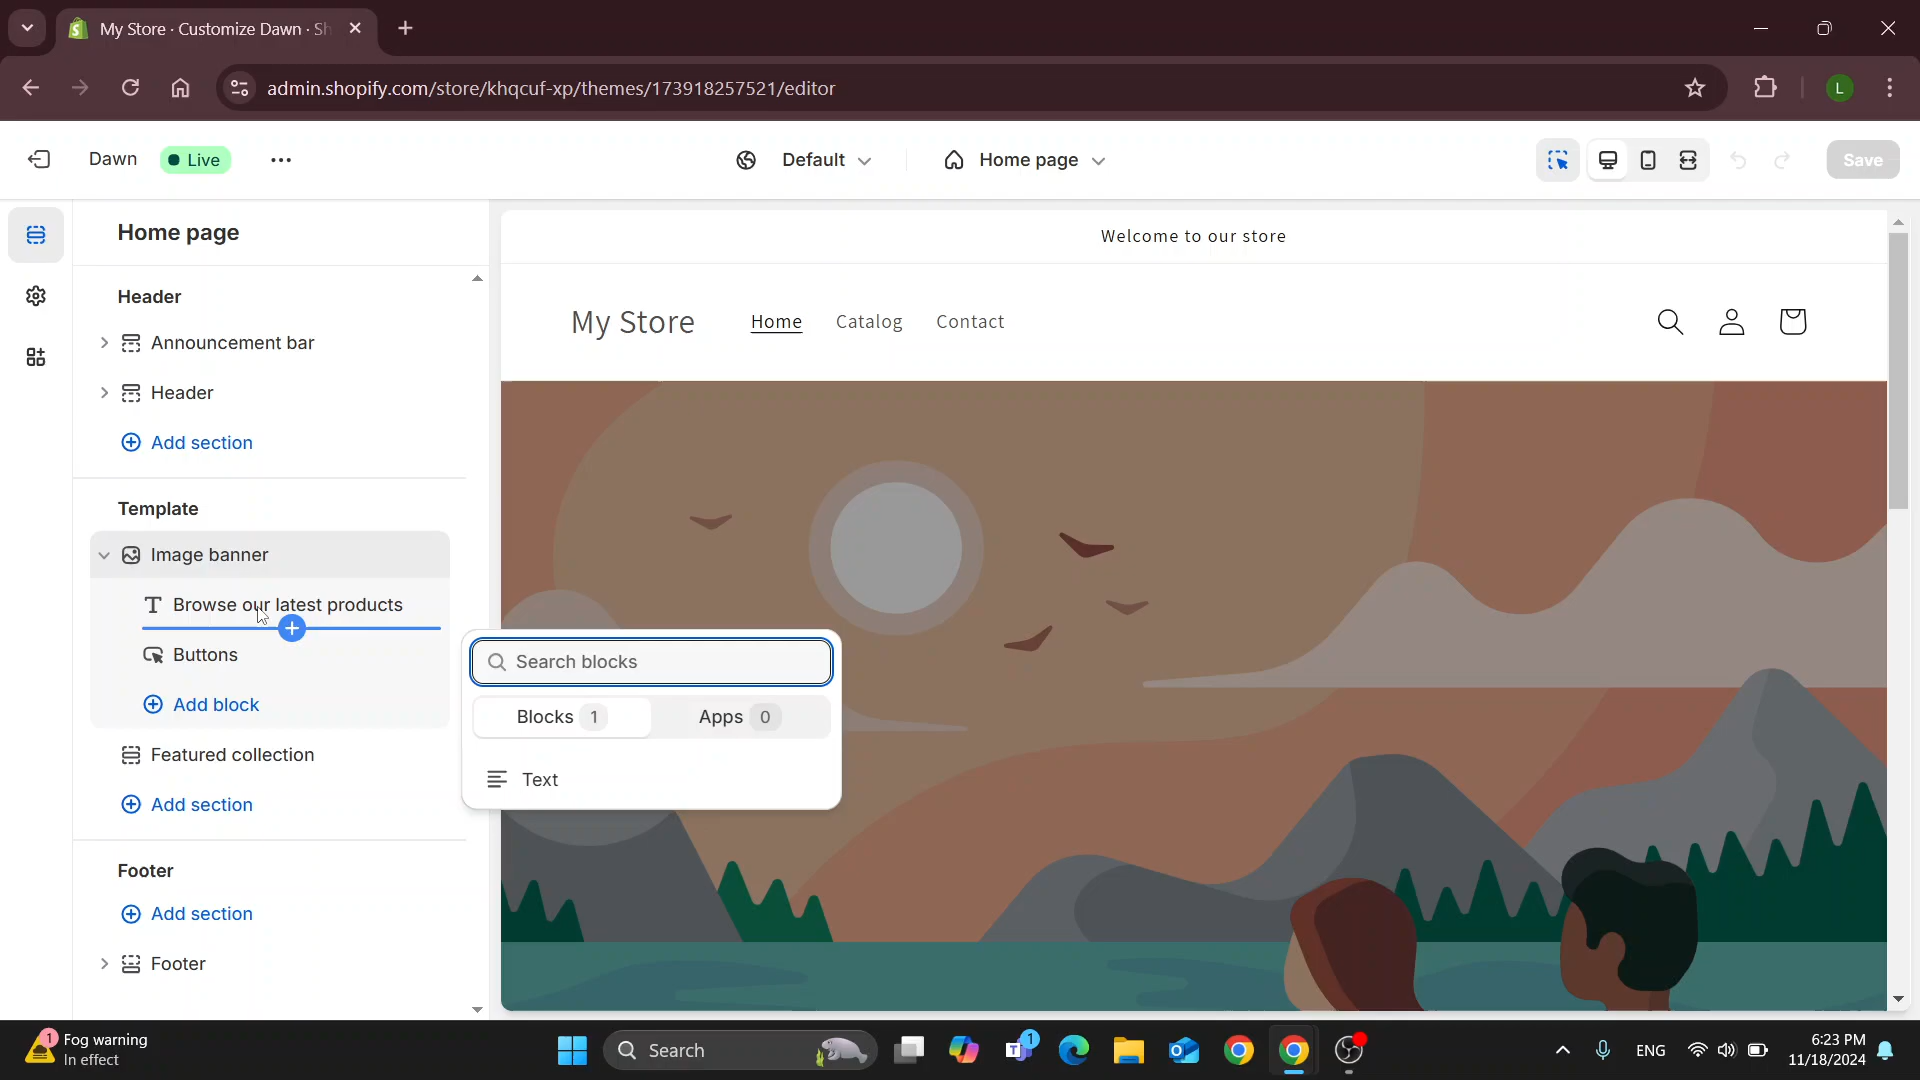 My Store · Customize Dawn · Sh
admin.shopify.com/store/khqcuf-xp/themes/173918257521/editor
L
Dawn
Live
Default
Home page
Save
Home page
Header
Announcement bar
Header
Add section
Template
Image banner
Browse our latest products
Buttons
Add block
Featured collection
Add section
Footer
Add section
Footer
Search blocks
Blocks 1
Apps 0
Text
Welcome to our store
My Store
Home
Catalog
Contact
1
Fog warning
In effect
Search
1
ENG
6:23 PM
11/18/2024